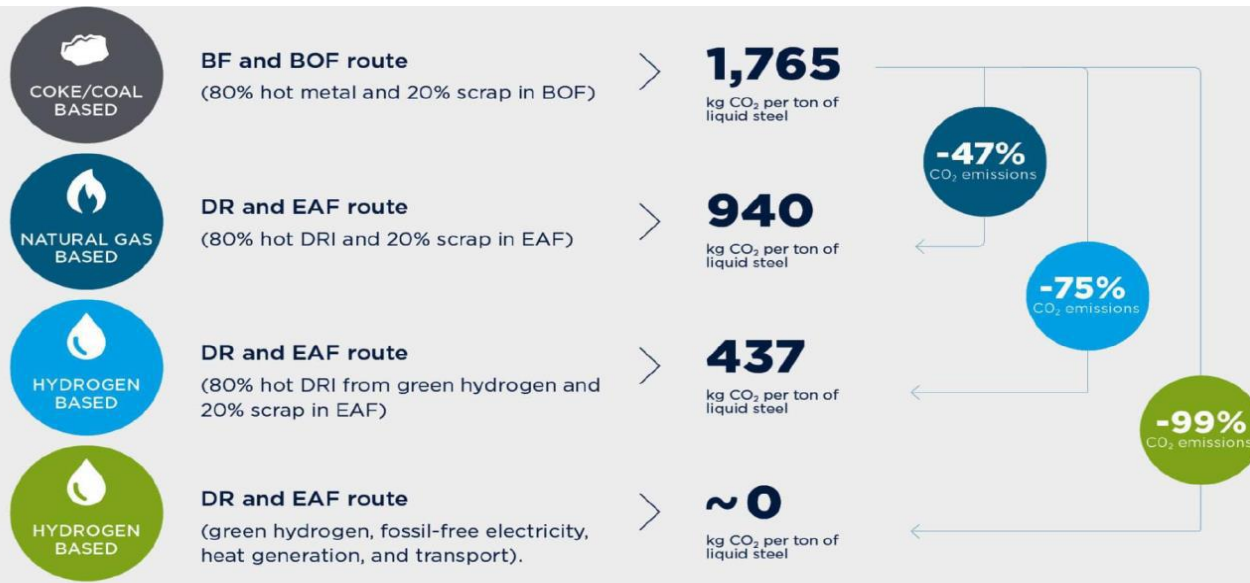 COKE/COAL
BASED
BF and BOF route
(80% hot metal and 20% scrap in BOF)
1,765
kg CO₂ per ton of
liquid steel
-47%
CO₂ emissions
NATURAL GAS
BASED
DR and EAF route
(80% hot DRI and 20% scrap in EAF)
940
kg CO₂ per ton of
liquid steel
-75%
CO₂ emissions
HYDROGEN
BASED
DR and EAF route
(80% hot DRI from green hydrogen and
20% scrap in EAF)
437
kg CO₂ per ton of
liquid steel
-99%
CO₂ emissions
HYDROGEN
BASED
DR and EAF route
(green hydrogen, fossil-free electricity,
heat generation, and transport).
~0
kg CO₂ per ton of
liquid steel